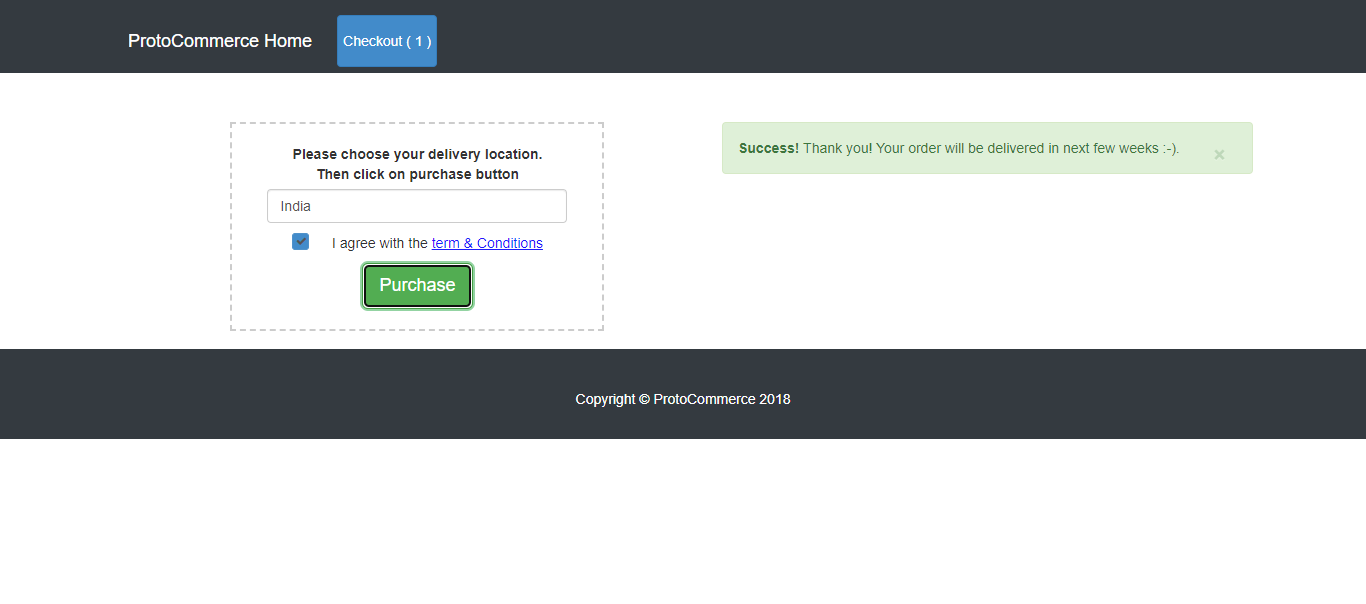 ProtoCommerce Home
Checkout ( 1 )
Please choose your delivery location.
Then click on purchase button
India
I agree with the term & Conditions
Purchase
Success! Thank you! Your order will be delivered in next few weeks :-).
×
Copyright © ProtoCommerce 2018